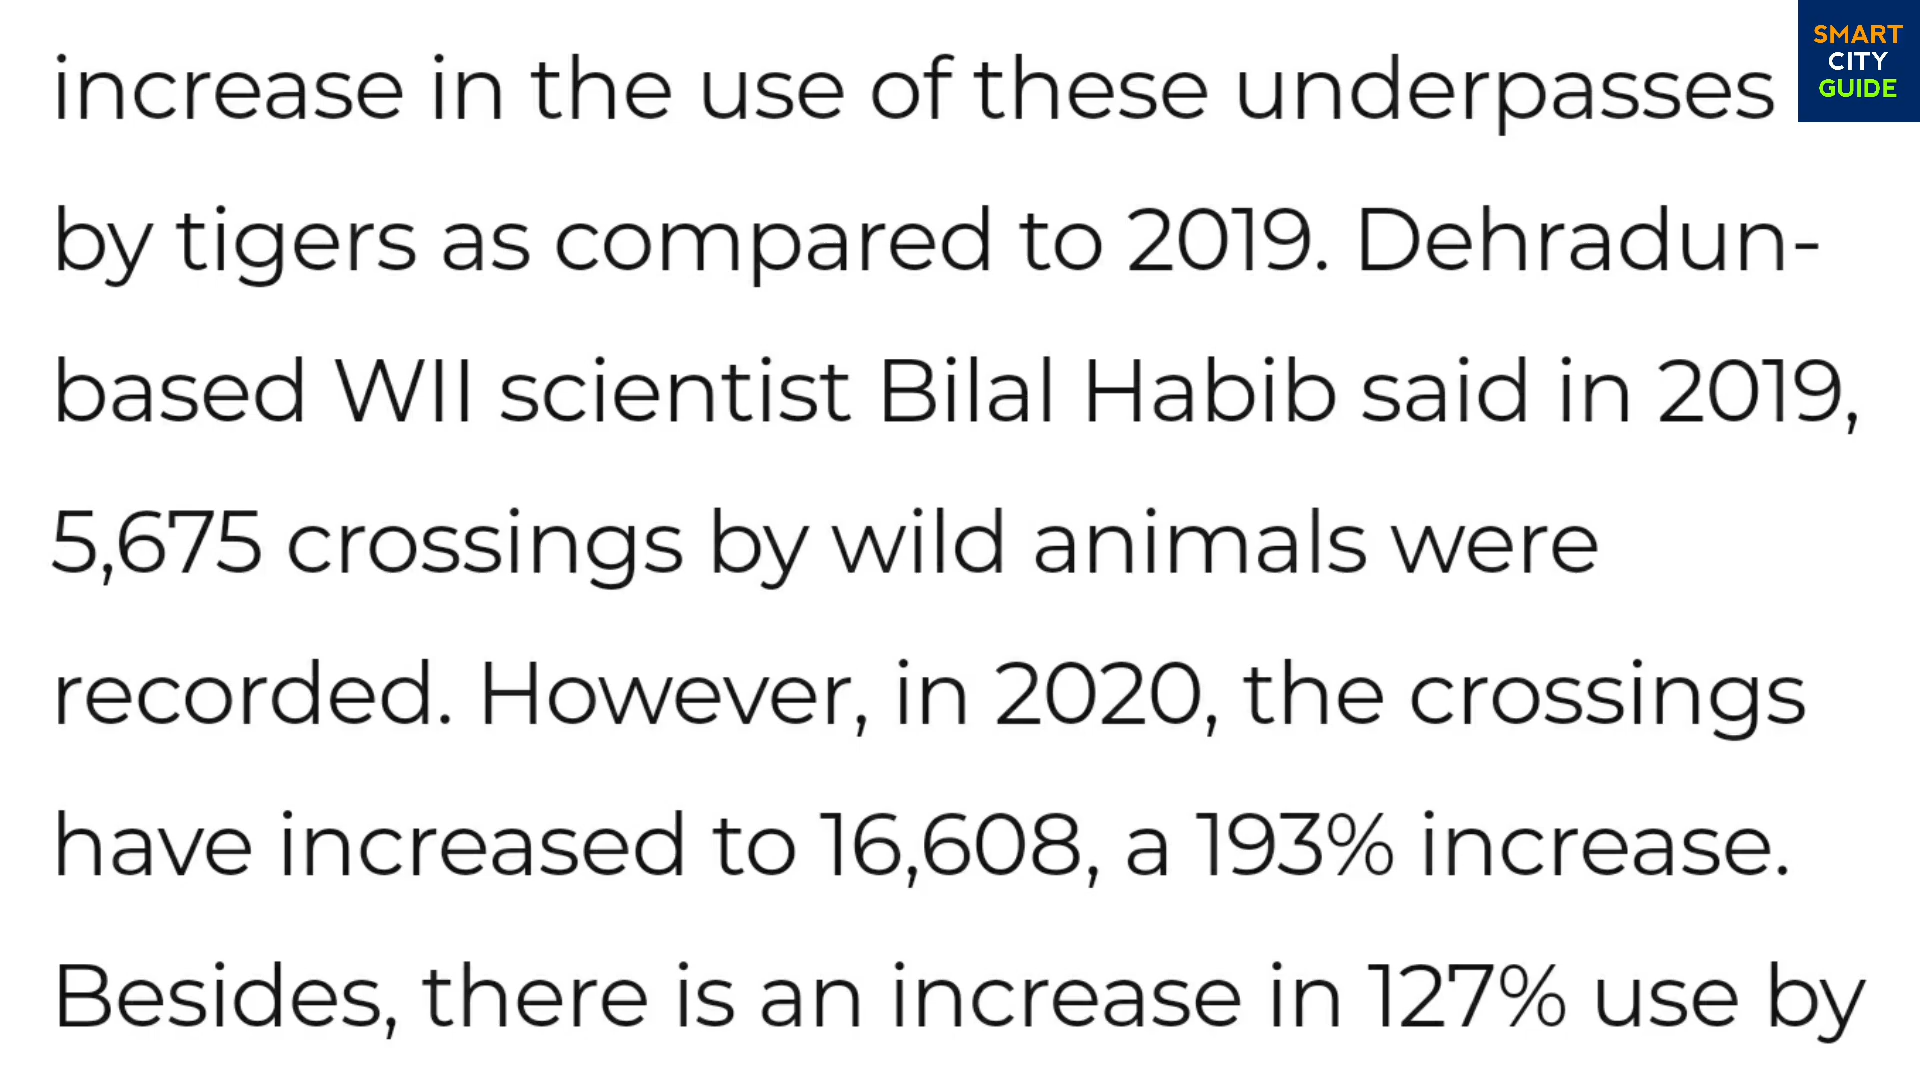 increase in the use of these underpasses
by tigers as compared to 2019. Dehradun-
based WII scientist Bilal Habib said in 2019,
5,675 crossings by wild animals were
recorded. However, in 2020, the crossings
have increased to 16,608, a 193% increase.
Besides, there is an increase in 127% use by
SMART
CITY
GUIDE